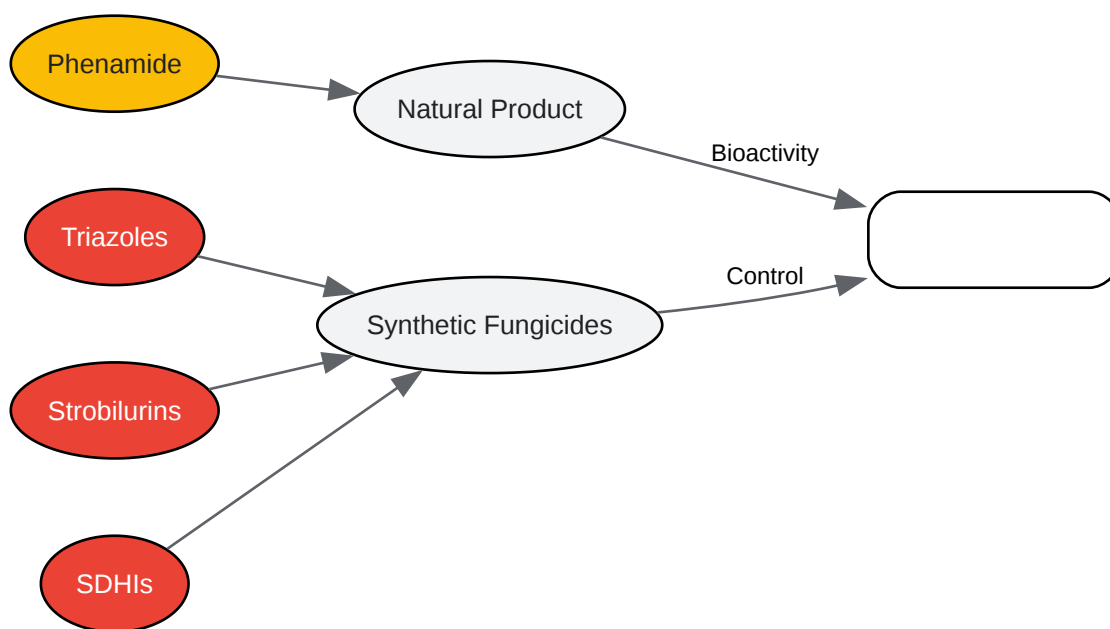 Phenamide
Natural Product
Bioactivity
Triazoles
Control
Synthetic Fungicides
Strobilurins
SDHIs